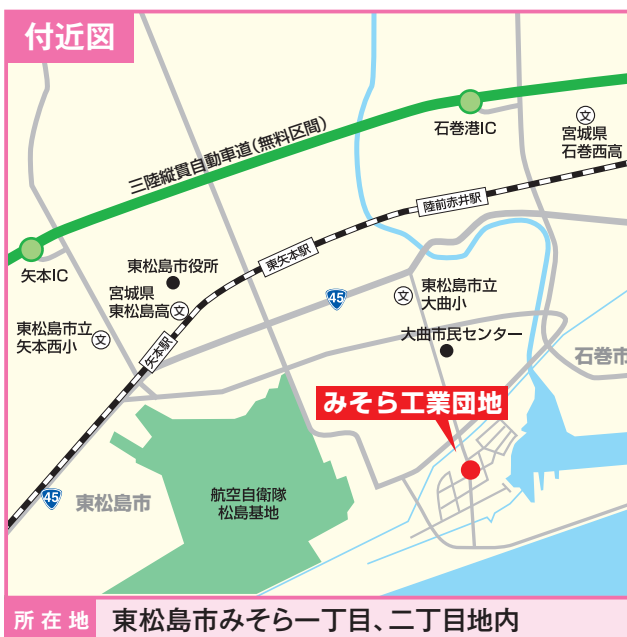 付近図
石巻港IC
文
宮城県
石巻西高
三陸縦貫自動車道(無料区間)
陸前赤井駅
矢本IC
東松島市役所
東矢本駅
宮城県
東松島高
文
45
文
東松島市立
大曲小
東松島市立
矢本西小
文
矢本駅
大曲市民センター
石巻市
みそら工業団地
45
東松島市
航空自衛隊
松島基地
所在地 東松島市みそら一丁目、二丁目地内